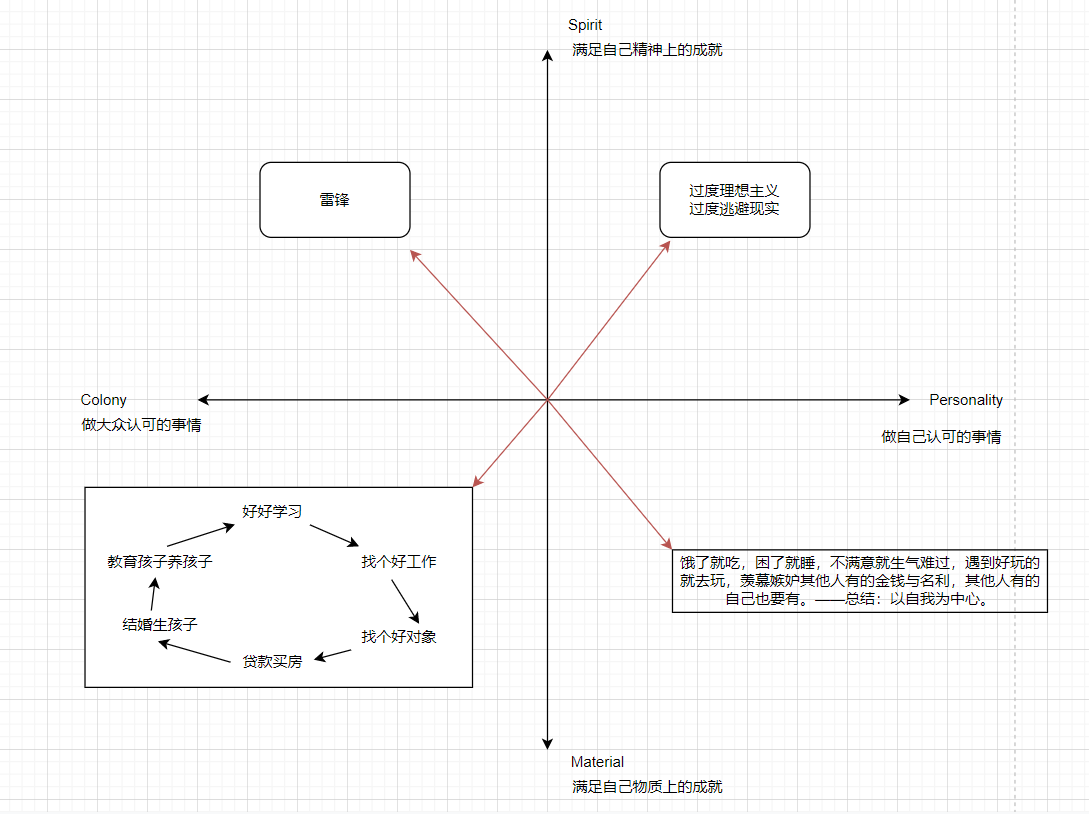 Spirit
满足自己精神上的成就
雷锋
过度理想主义
过度逃避现实
Colony
做大众认可的事情
Personality
做自己认可的事情
好好学习
教育孩子养孩子
找个好工作
结婚生孩子
找个好对象
贷款买房
饿了就吃，困了就睡，不满意就生气难过，遇到好玩的
就去玩，羡慕嫉妒其他人有的金钱与名利，其他人有的
自己也要有。——总结：以自我为中心。
Material
满足自己物质上的成就